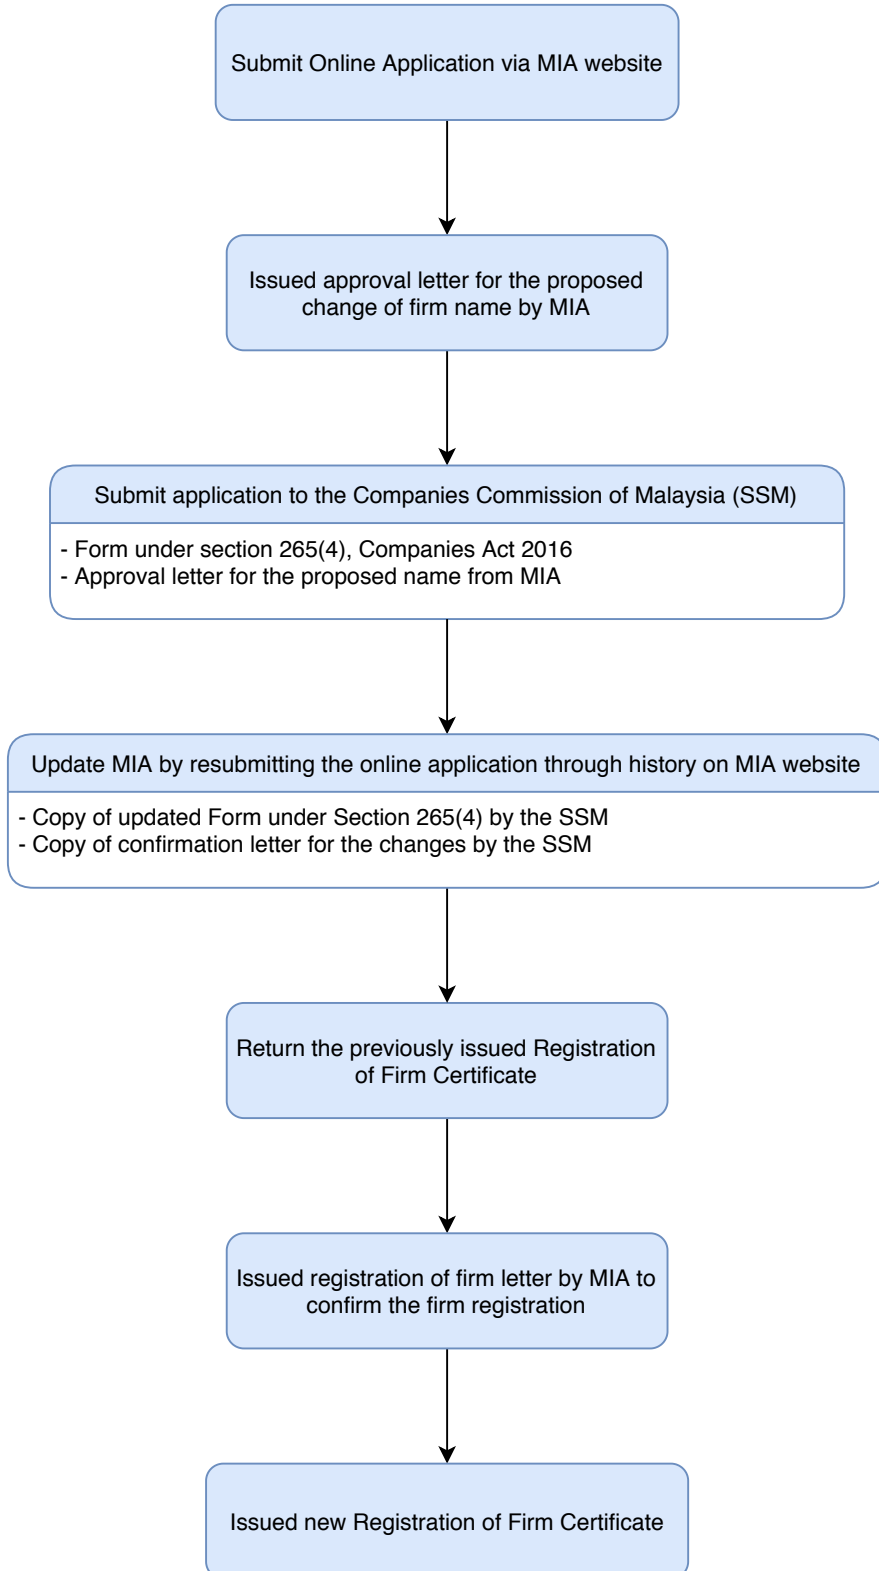 Submit Online Application via MIA website
Issued approval letter for the proposed
change of firm name by MIA
Submit application to the Companies Commission of Malaysia (SSM)
- Form under section 265(4), Companies Act 2016
- Approval letter for the proposed name from MIA
Update MIA by resubmitting the online application through history on MIA website
- Copy of updated Form under Section 265(4) by the SSM
- Copy of confirmation letter for the changes by the SSM
Return the previously issued Registration
of Firm Certificate
Issued registration of firm letter by MIA to
confirm the firm registration
Issued new Registration of Firm Certificate